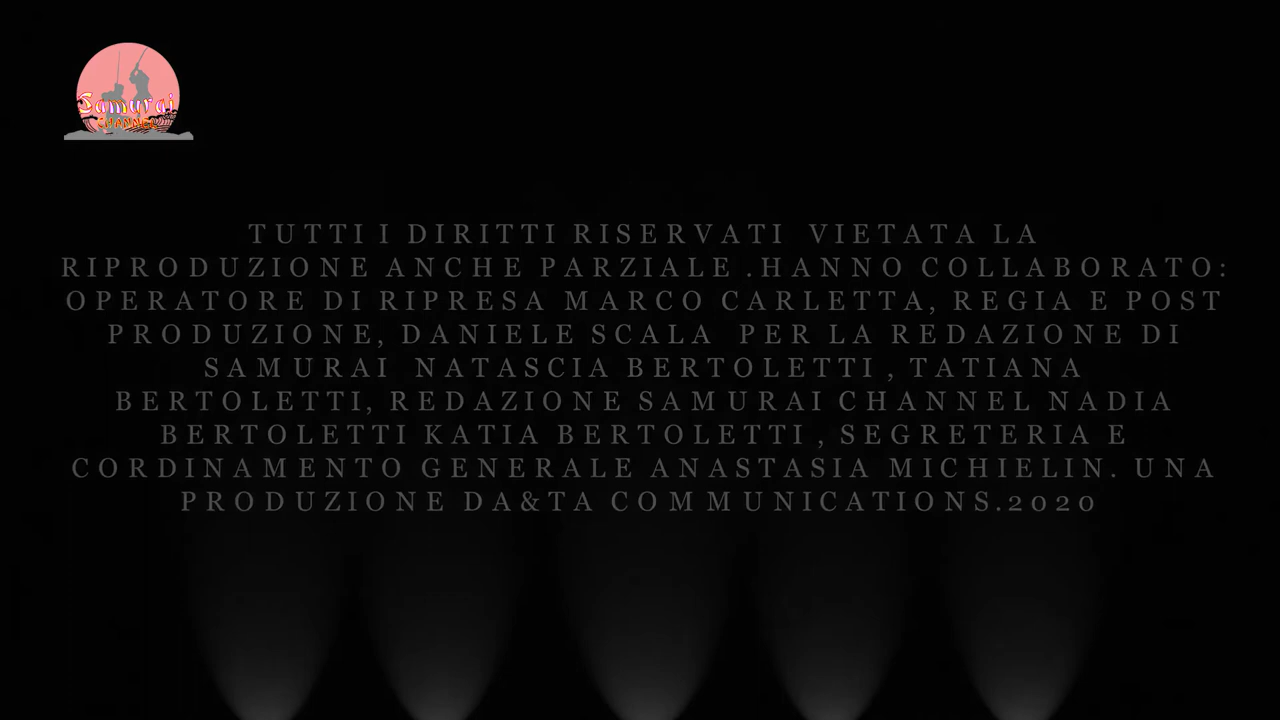 Samurai
CHANNEL
TUTTI I DIRITTI RISERVATI VIETATA LA
RIPRODUZIONE ANCHE PARZIALE .HANNO COLLABORATO:
OPERATORE DI RIPRESA MARCO CARLETTA, REGIA E POST
PRODUZIONE, DANIELE SCALA PER LA REDAZIONE DI
SAMURAI NATASCIA BERTOLETTI , TATIANA
BERTOLETTI, REDAZIONE SAMURAI CHANNEL NADIA
BERTOLETTI KATIA BERTOLETTI , SEGRETERIA E
CORDINAMENTO GENERALE ANASTASIA MICHIELIN. UNA
PRODUZIONE DA&TA COMMUNICATIONS.2020